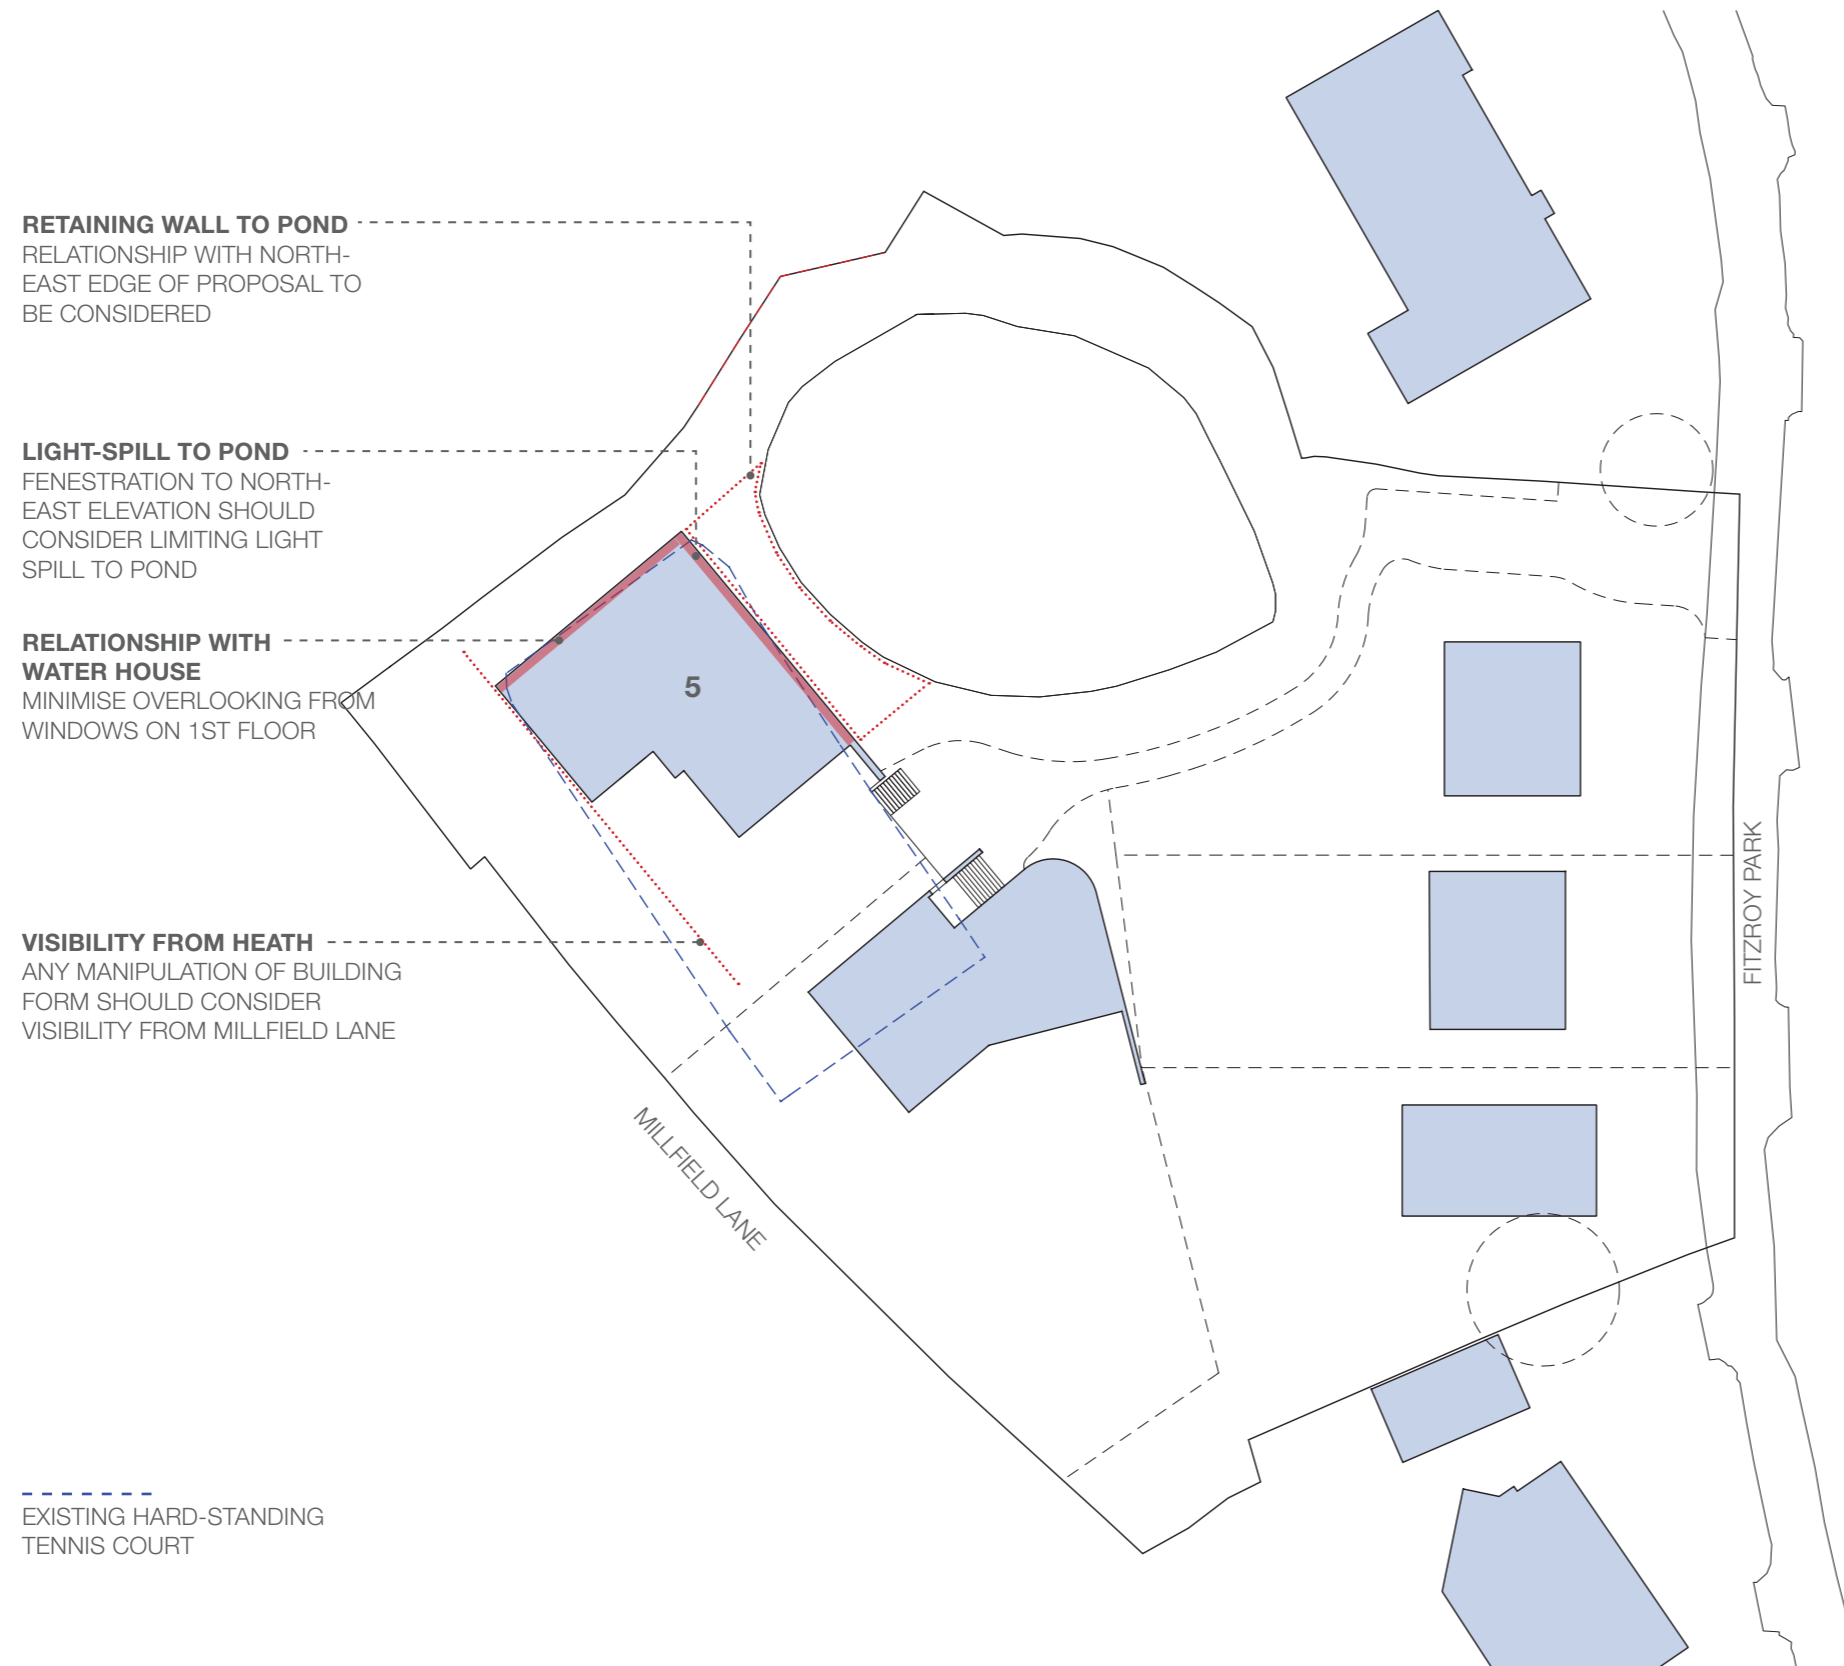 RETAINING WALL TO POND
RELATIONSHIP WITH NORTH-
EAST EDGE OF PROPOSAL TO
BE CONSIDERED
LIGHT-SPILL TO POND
FENESTRATION TO NORTH-
EAST ELEVATION SHOULD
CONSIDER LIMITING LIGHT
SPILL TO POND
RELATIONSHIP WITH
WATER HOUSE
MINIMISE OVERLOOKING FROM
WINDOWS ON 1ST FLOOR
5
VISIBILITY FROM HEATH
ANY MANIPULATION OF BUILDING
FORM SHOULD CONSIDER
VISIBILITY FROM MILLFIELD LANE
FITZROY PARK
MILLFIELD LANE
EXISTING HARD-STANDING
TENNIS COURT